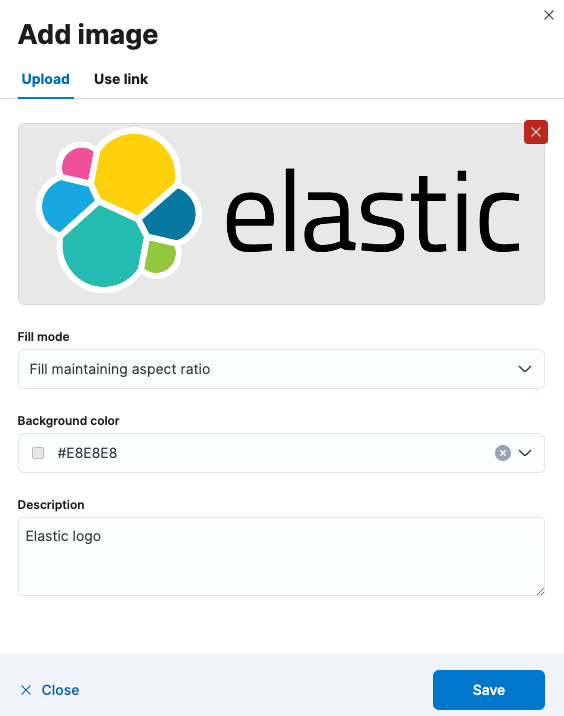 Add image
Upload Use link
elastic
Fill mode
Fill maintaining aspect ratio
Background color
#E8E8E8
Description
Elastic logo
Close Save